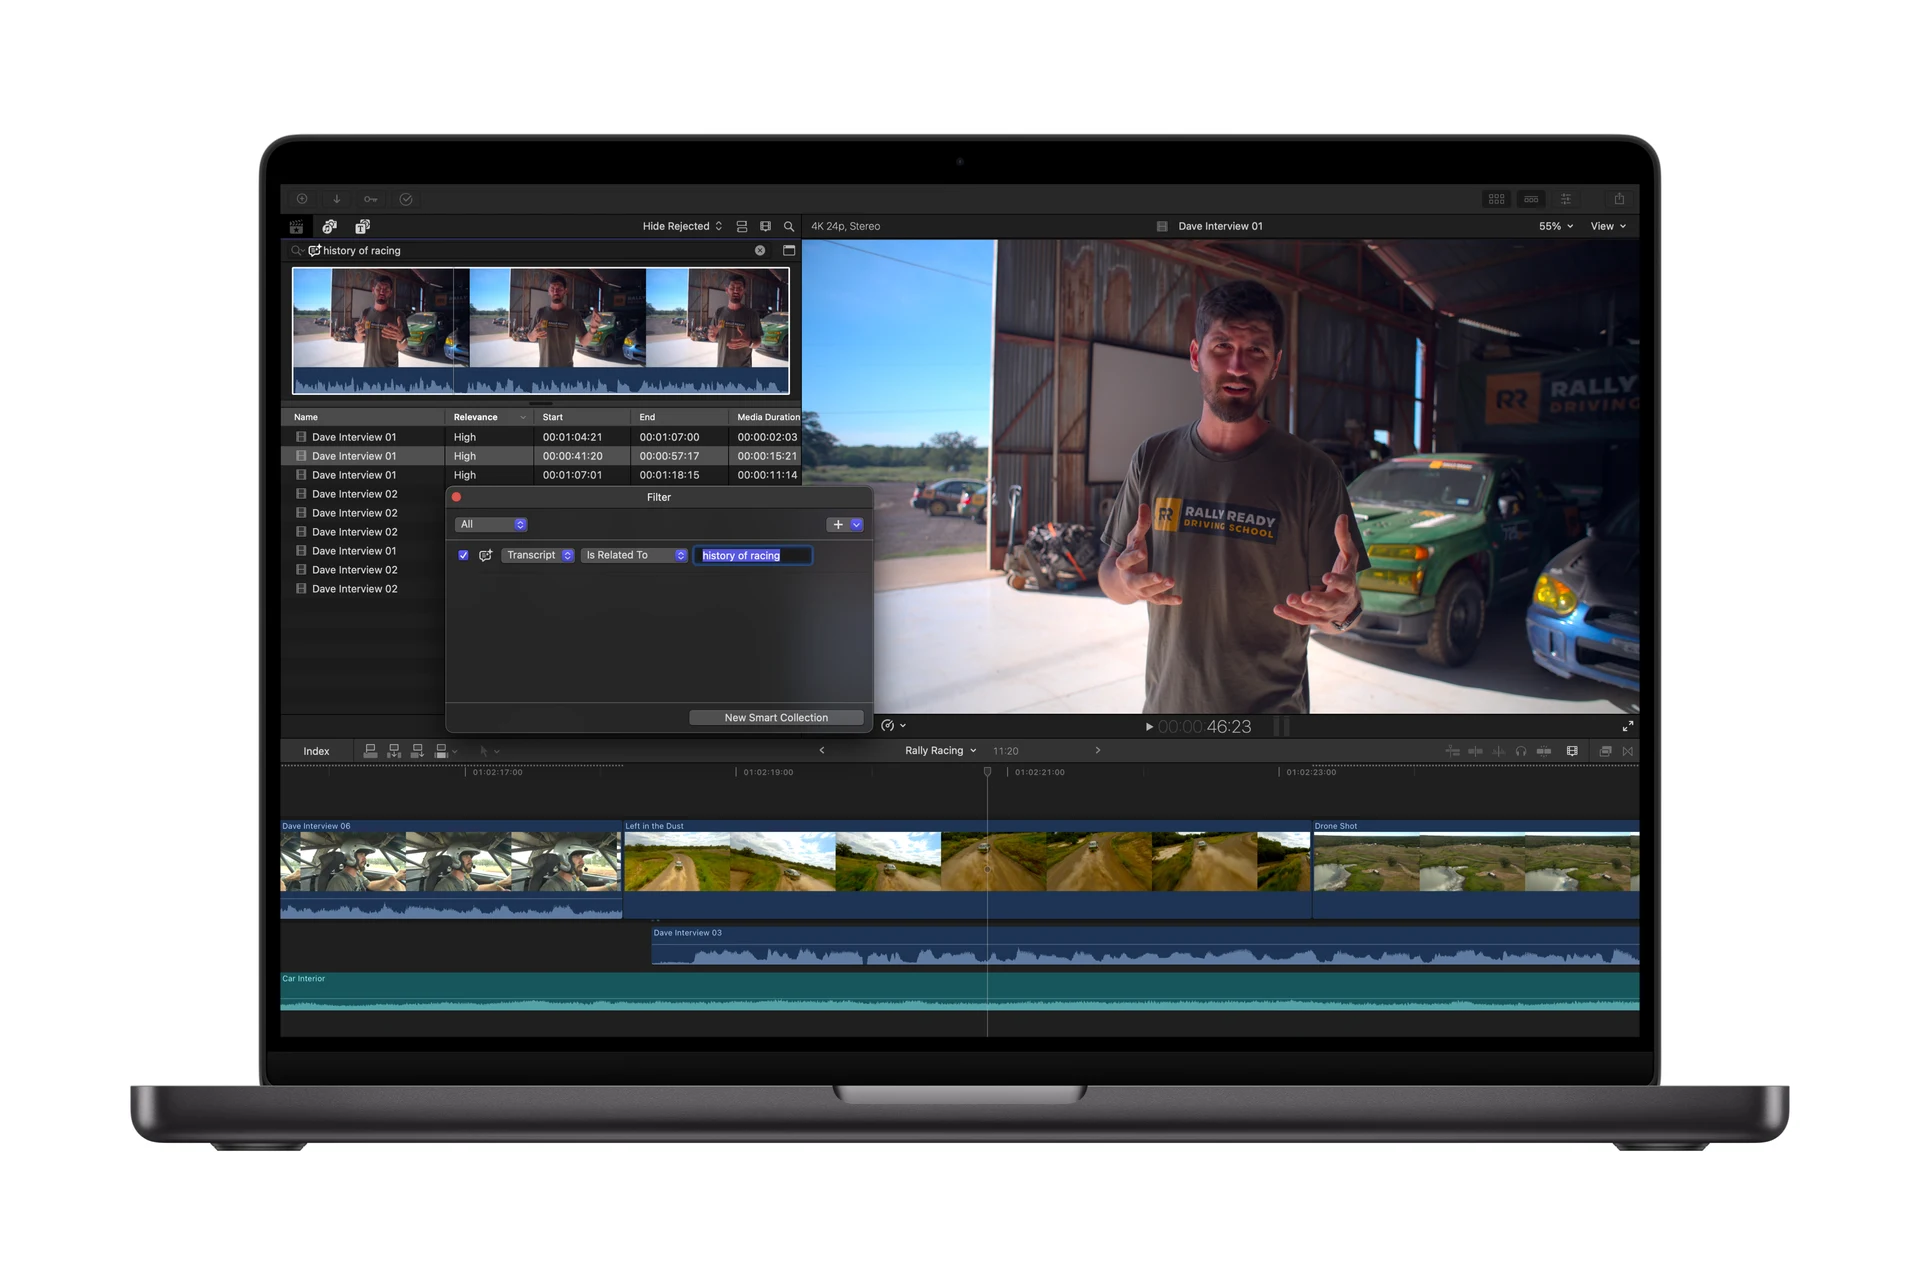 Hide Rejected
4K 24p, Stereo
Dave Interview 01
55%
View
history of racing
Name Relevance Start End Media Duration
Dave Interview 01 High 00:01:04:21 00:01:07:00 00:00:02:03
Dave Interview 01 High 00:00:41:20 00:00:57:17 00:00:15:21
Dave Interview 01 High 00:01:07:01 00:01:18:15 00:00:11:14
Dave Interview 02
Dave Interview 02
Dave Interview 02
Dave Interview 01
Dave Interview 02
Dave Interview 02
Filter
All
Transcript Is Related To history of racing
New Smart Collection
RR RALLY READY
DRIVING SCHOOL
RR RALLY
DRIVING
00:00:46:23
Index
Rally Racing 11:20
01:02:17:00 01:02:19:00 01:02:21:00 01:02:23:00
Dave Interview 06 Left in the Dust Drone Shot
Dave Interview 03
Car Interior